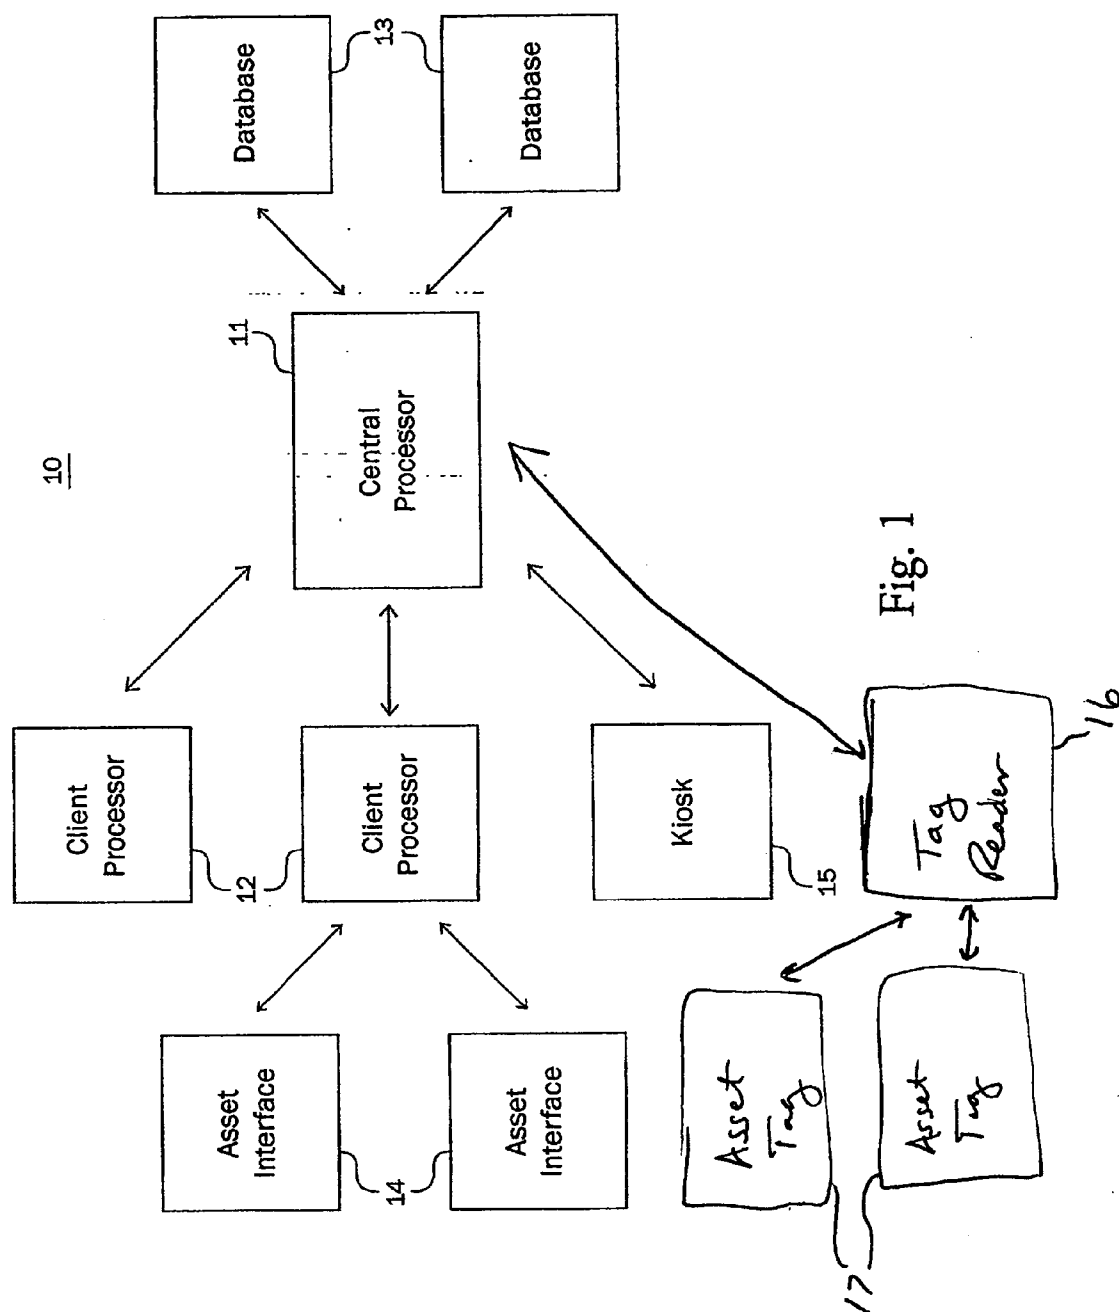 10
Client
Processor
Asset
Interface
12
11
Database
Client
Processor
Central
Processor
14
13
Asset
Interface
Database
Kiosk
Asset
Tag
15
17
Fig. 1
Asset
Tag
Tag
Reader
16